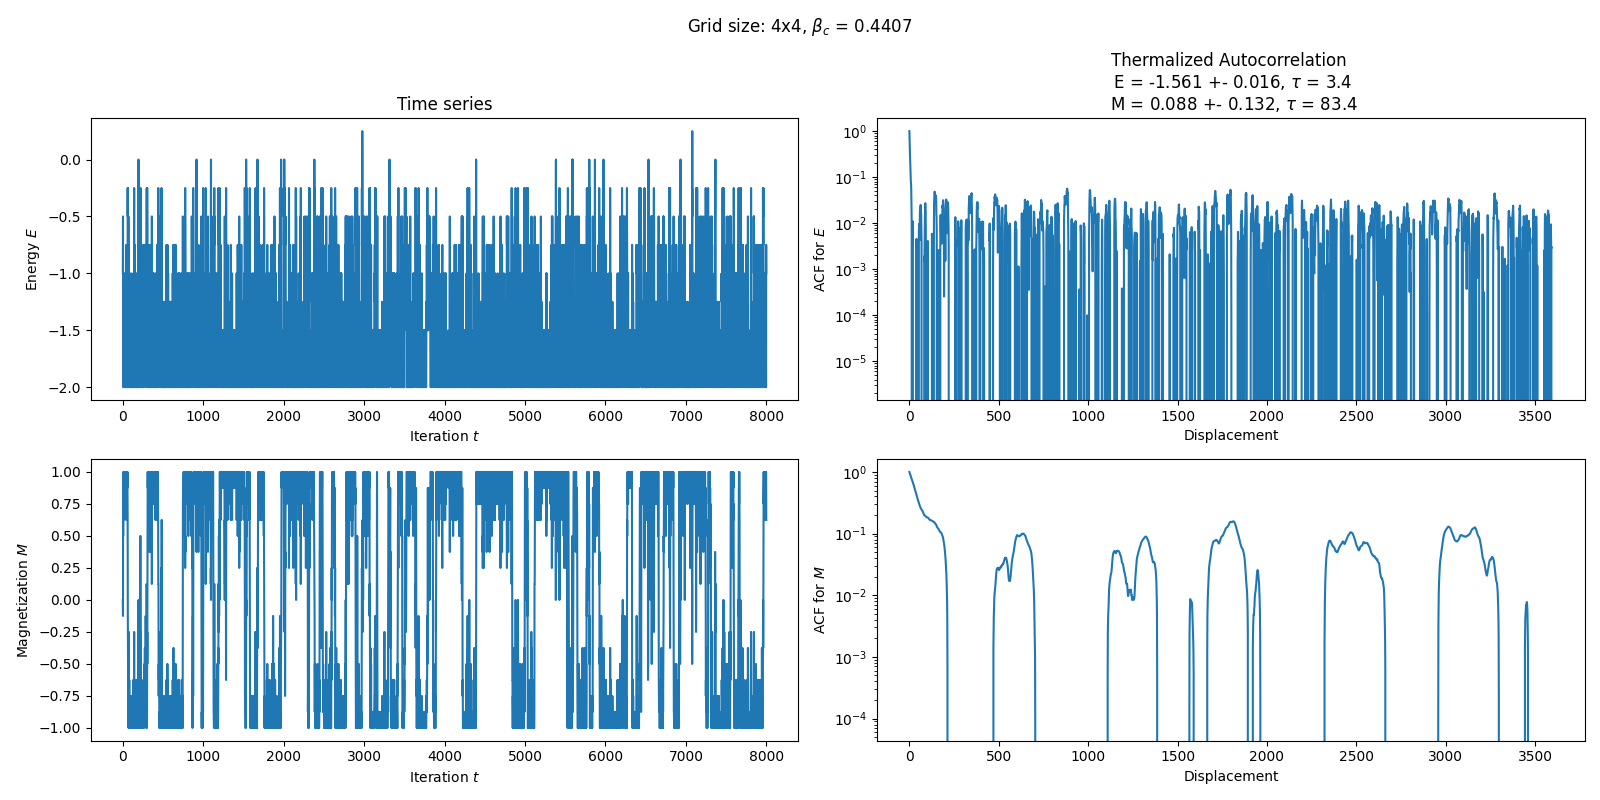 Grid size: 4x4, β_c = 0.4407
Time series
Energy E
0.0
−0.5
−1.0
−1.5
−2.0
0 1000 2000 3000 4000 5000 6000 7000 8000
Iteration t
Thermalized Autocorrelation
E = -1.561 +- 0.016, τ = 3.4
M = 0.088 +- 0.132, τ = 83.4
ACF for E
10⁰
10⁻¹
10⁻²
10⁻³
10⁻⁴
10⁻⁵
0 500 1000 1500 2000 2500 3000 3500
Displacement
Magnetization M
1.00
0.75
0.50
0.25
0.00
−0.25
−0.50
−0.75
−1.00
0 1000 2000 3000 4000 5000 6000 7000 8000
Iteration t
ACF for M
10⁰
10⁻¹
10⁻²
10⁻³
10⁻⁴
0 500 1000 1500 2000 2500 3000 3500
Displacement